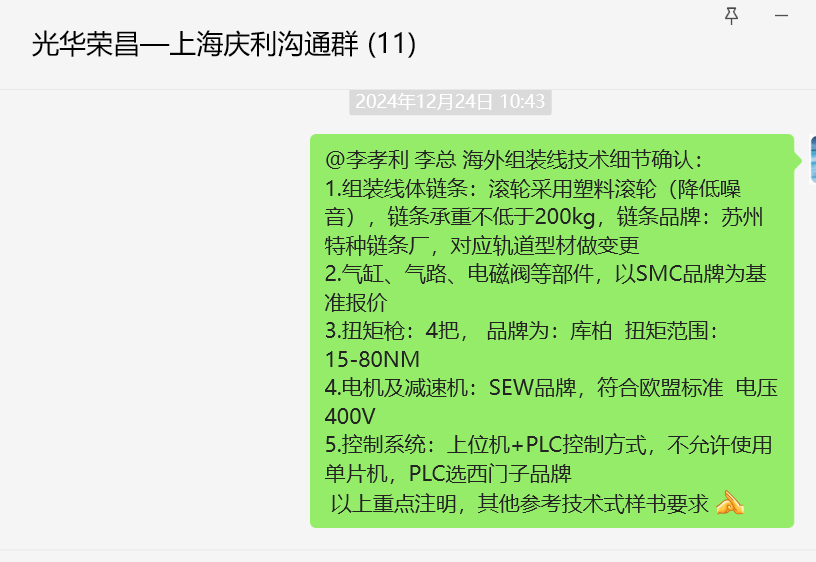 光华荣昌—上海庆利沟通群 (11)
2024年12月24日 10:43
@李孝利 李总 海外组装线技术细节确认：
1.组装线体链条：滚轮采用塑料滚轮（降低噪
音），链条承重不低于200kg，链条品牌：苏州
特种链条厂，对应轨道型材做变更
2.气缸、气路、电磁阀等部件，以SMC品牌为基
准报价
3.扭矩枪：4把， 品牌为：库柏  扭矩范围：
15-80NM
4.电机及减速机：SEW品牌，符合欧盟标准  电压
400V
5.控制系统：上位机+PLC控制方式，不允许使用
单片机，PLC选西门子品牌
以上重点注明，其他参考技术式样书要求